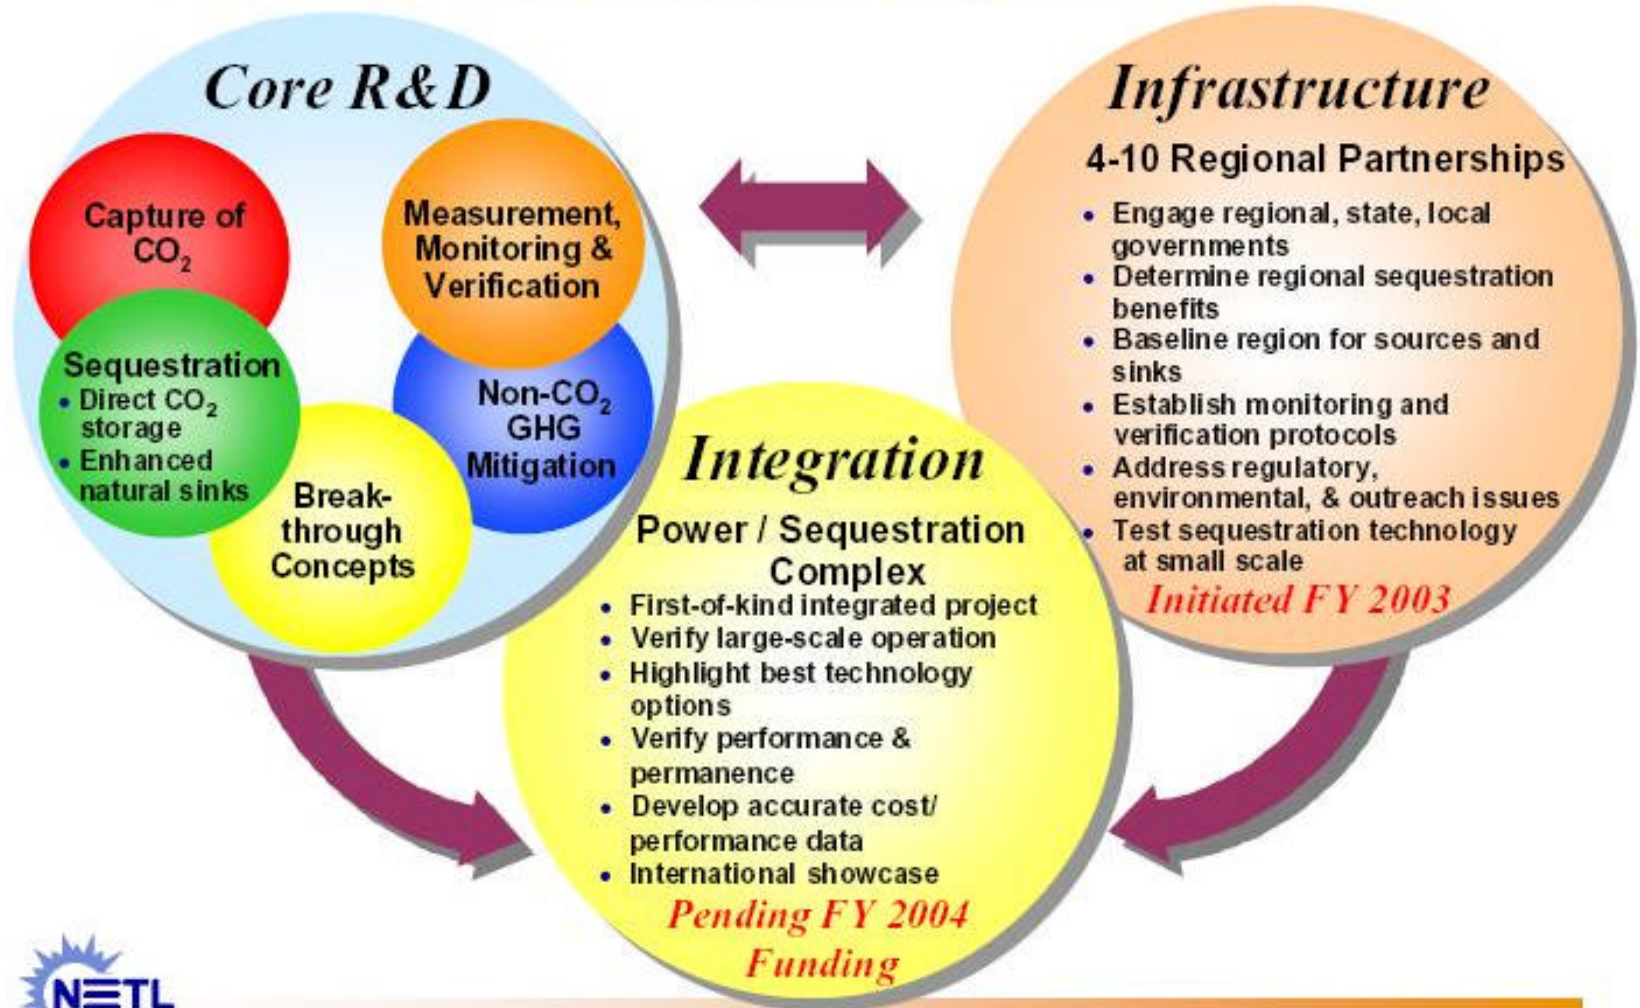 Core R&D
Capture of
CO₂
Measurement,
Monitoring &
Verification
Sequestration
• Direct CO₂
storage
• Enhanced
natural sinks
Non-CO₂
GHG
Mitigation
Break-
through
Concepts
Infrastructure
4-10 Regional Partnerships
• Engage regional, state, local
governments
• Determine regional sequestration
benefits
• Baseline region for sources and
sinks
• Establish monitoring and
verification protocols
• Address regulatory,
environmental, & outreach issues
• Test sequestration technology
at small scale
Initiated FY 2003
Integration
Power / Sequestration
Complex
• First-of-kind integrated project
• Verify large-scale operation
• Highlight best technology
options
• Verify performance &
permanence
• Develop accurate cost/
performance data
• International showcase
Pending FY 2004
Funding
NETL